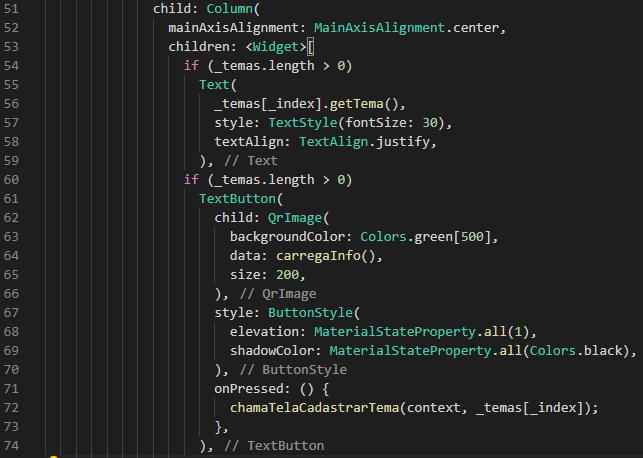 51 child: Column(
52 mainAxisAlignment: MainAxisAlignment.center,
53 children: <Widget>[
54 if (_temas.length > 0)
55 Text(
56 _temas[_index].getTema(),
57 style: TextStyle(fontSize: 30),
58 textAlign: TextAlign.justify,
59 ), // Text
60 if (_temas.length > 0)
61 TextButton(
62 child: QrImage(
63 backgroundColor: Colors.green[500],
64 data: carregaInfo(),
65 size: 200,
66 ), // QrImage
67 style: ButtonStyle(
68 elevation: MaterialStateProperty.all(1),
69 shadowColor: MaterialStateProperty.all(Colors.black),
70 ), // ButtonStyle
71 onPressed: () {
72 chamaTelaCadastrarTema(context, _temas[_index]);
73 },
74 ), // TextButton